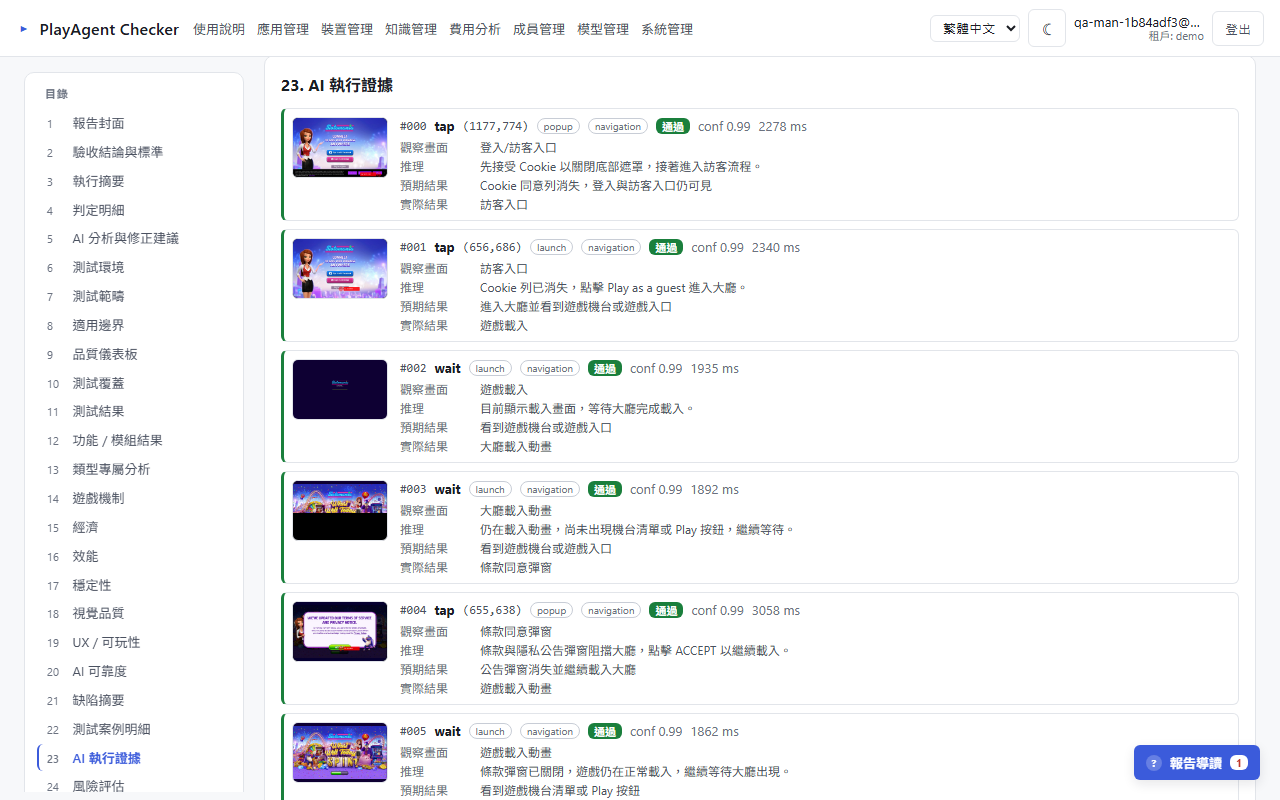 PlayAgent Checker 使用說明 應用管理 裝置管理 知識管理 費用分析 成員管理 模型管理 系統管理 繁體中文 qa-man-1b84adf3@... 登出
租戶: demo
目錄
1 報告封面
2 驗收結論與標準
3 執行摘要
4 判定明細
5 AI 分析與修正建議
6 測試環境
7 測試範疇
8 適用邊界
9 品質儀表板
10 測試覆蓋
11 測試結果
12 功能 / 模組結果
13 類型專屬分析
14 遊戲機制
15 經濟
16 效能
17 穩定性
18 視覺品質
19 UX / 可玩性
20 AI 可靠度
21 缺陷摘要
22 測試案例明細
23 AI 執行證據
24 風險評估
23. AI 執行證據
#000 tap (1177,774) popup navigation 通過 conf 0.99 2278 ms
觀察畫面 登入/訪客入口
推理 先接受 Cookie 以關閉底部遮罩，接著進入訪客流程。
預期結果 Cookie 同意列消失，登入與訪客入口仍可見
實際結果 訪客入口
#001 tap (656,686) launch navigation 通過 conf 0.99 2340 ms
觀察畫面 訪客入口
推理 Cookie 列已消失，點擊 Play as a guest 進入大廳。
預期結果 進入大廳並看到遊戲機台或遊戲入口
實際結果 遊戲載入
#002 wait launch navigation 通過 conf 0.99 1935 ms
觀察畫面 遊戲載入
推理 目前顯示載入畫面，等待大廳完成載入。
預期結果 看到遊戲機台或遊戲入口
實際結果 大廳載入動畫
#003 wait launch navigation 通過 conf 0.99 1892 ms
觀察畫面 大廳載入動畫
推理 仍在載入動畫，尚未出現機台清單或 Play 按鈕，繼續等待。
預期結果 看到遊戲機台或遊戲入口
實際結果 條款同意彈窗
#004 tap (655,638) popup navigation 通過 conf 0.99 3058 ms
觀察畫面 條款同意彈窗
推理 條款與隱私公告彈窗阻擋大廳，點擊 ACCEPT 以繼續載入。
預期結果 公告彈窗消失並繼續載入大廳
實際結果 遊戲載入動畫
#005 wait launch navigation 通過 conf 0.99 1862 ms
觀察畫面 遊戲載入動畫
推理 條款彈窗已關閉，遊戲仍在正常載入，繼續等待大廳出現。
預期結果 看到遊戲機台清單或 Play 按鈕
? 報告導讀 1